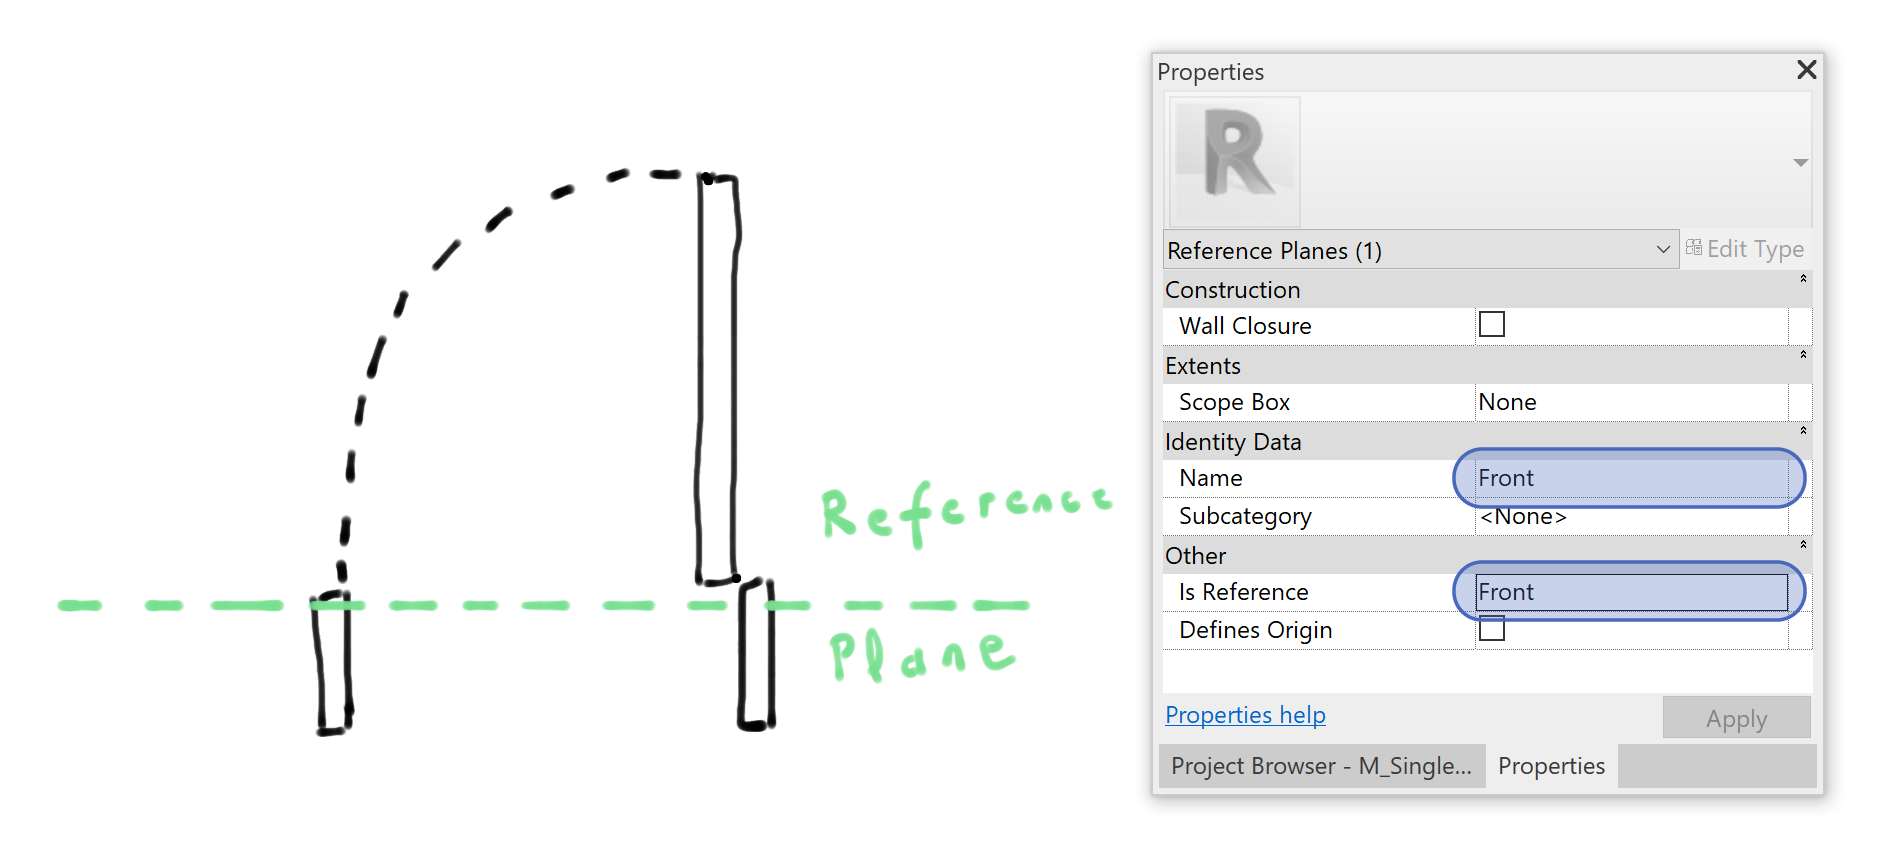 Reference
Plane
Properties
R
Reference Planes (1)
Edit Type
Construction
Wall Closure
Extents
Scope Box None
Identity Data
Name Front
Subcategory <None>
Other
Is Reference Front
Defines Origin
Properties help
Apply
Project Browser - M_Single... Properties